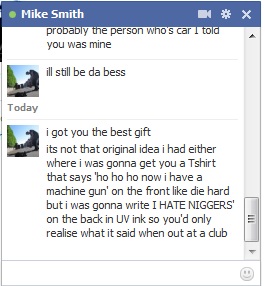 Mike Smith
probably the person who's car I told
you was mine
ill still be da bess
Today
i got you the best gift
its not that original idea i had either
where i was gonna get you a Tshirt
that says 'ho ho ho now i have a
machine gun' on the front like die hard
but i was gonna write I HATE NIGGERS'
on the back in UV ink so you'd only
realise what it said when out at a club